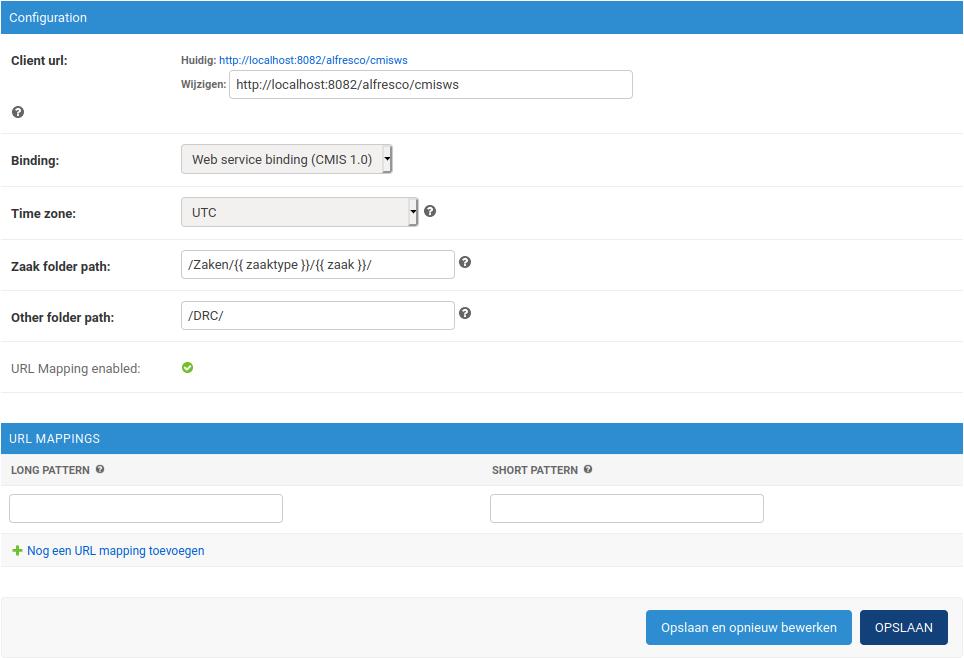 Configuration
Client url:
Huidig: http://localhost:8082/alfresco/cmisws
Wijzigen: http://localhost:8082/alfresco/cmisws
Binding: Web service binding (CMIS 1.0)
Time zone: UTC
Zaak folder path: /Zaken/{{ zaaktype }}/{{ zaak }}/
Other folder path: /DRC/
URL Mapping enabled:
URL MAPPINGS
LONG PATTERN SHORT PATTERN
Nog een URL mapping toevoegen
Opslaan en opnieuw bewerken OPSLAAN